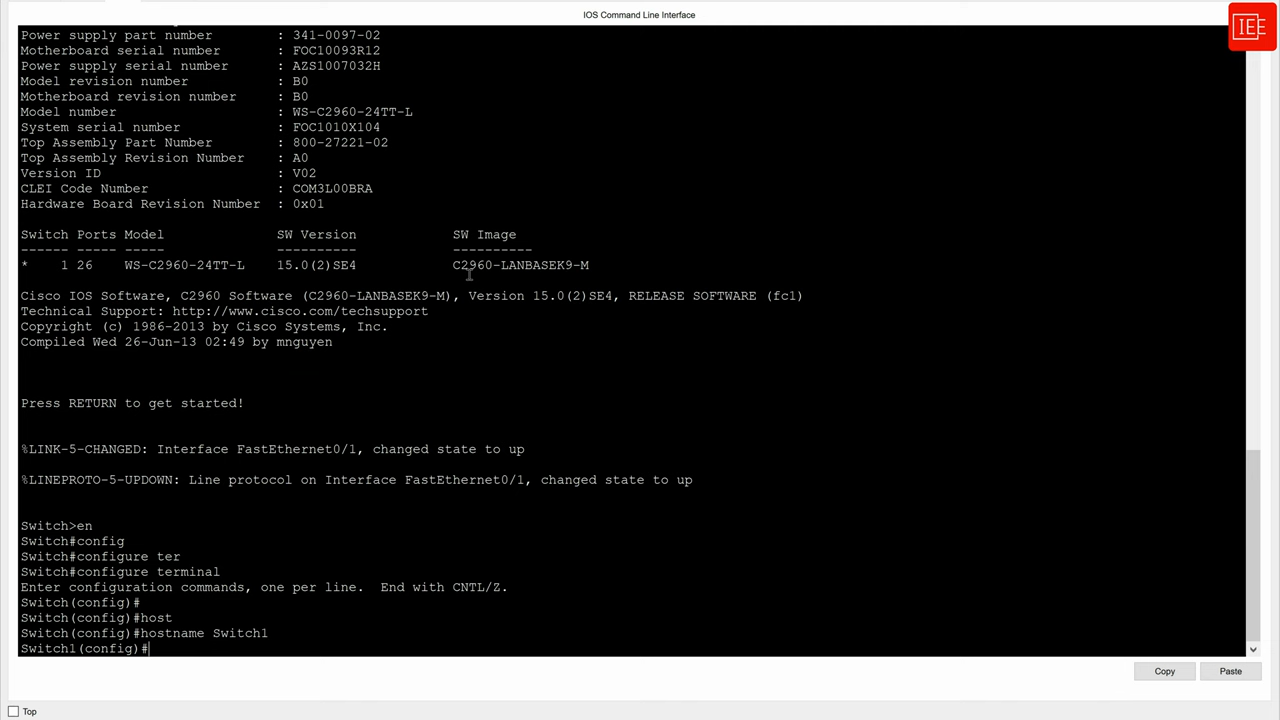 IOS Command Line Interface
IEE
Power supply part number : 341-0097-02
Motherboard serial number : FOC10093R12
Power supply serial number : AZS1007032H
Model revision number : B0
Motherboard revision number : B0
Model number : WS-C2960-24TT-L
System serial number : FOC1010X104
Top Assembly Part Number : 800-27221-02
Top Assembly Revision Number : A0
Version ID : V02
CLEI Code Number : COM3L00BRA
Hardware Board Revision Number : 0x01
Switch Ports Model SW Version SW Image
------ ----- ----- ---------- ----------
* 1 26 WS-C2960-24TT-L 15.0(2)SE4 C2960-LANBASEK9-M
Cisco IOS Software, C2960 Software (C2960-LANBASEK9-M), Version 15.0(2)SE4, RELEASE SOFTWARE (fc1)
Technical Support: http://www.cisco.com/techsupport
Copyright (c) 1986-2013 by Cisco Systems, Inc.
Compiled Wed 26-Jun-13 02:49 by mnguyen
Press RETURN to get started!
%LINK-5-CHANGED: Interface FastEthernet0/1, changed state to up
%LINEPROTO-5-UPDOWN: Line protocol on Interface FastEthernet0/1, changed state to up
Switch>en
Switch#config
Switch#configure ter
Switch#configure terminal
Enter configuration commands, one per line. End with CNTL/Z.
Switch(config)#
Switch(config)#host
Switch(config)#hostname Switch1
Switch1(config)#
Copy Paste
Top